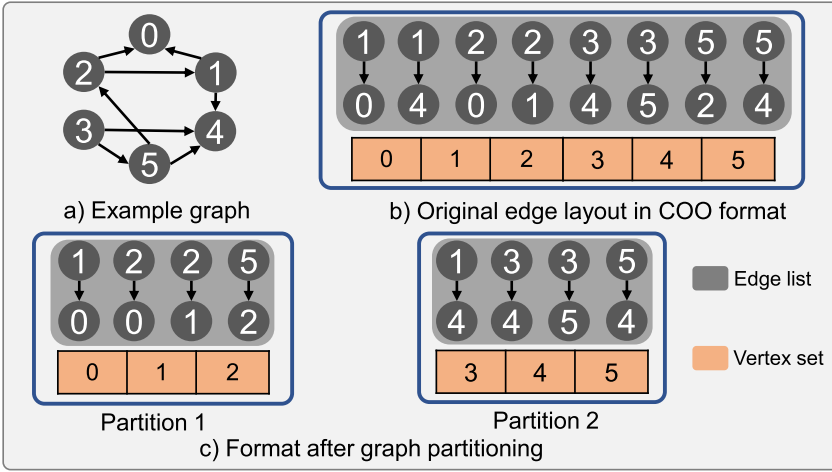 0
2 1
3 4
5
a) Example graph
1 1 2 2 3 3 5 5
0 4 0 1 4 5 2 4
0 1 2 3 4 5
b) Original edge layout in COO format
1 2 2 5
0 0 1 2
0 1 2
Partition 1
1 3 3 5
4 4 5 4
3 4 5
Partition 2
Edge list
Vertex set
c) Format after graph partitioning